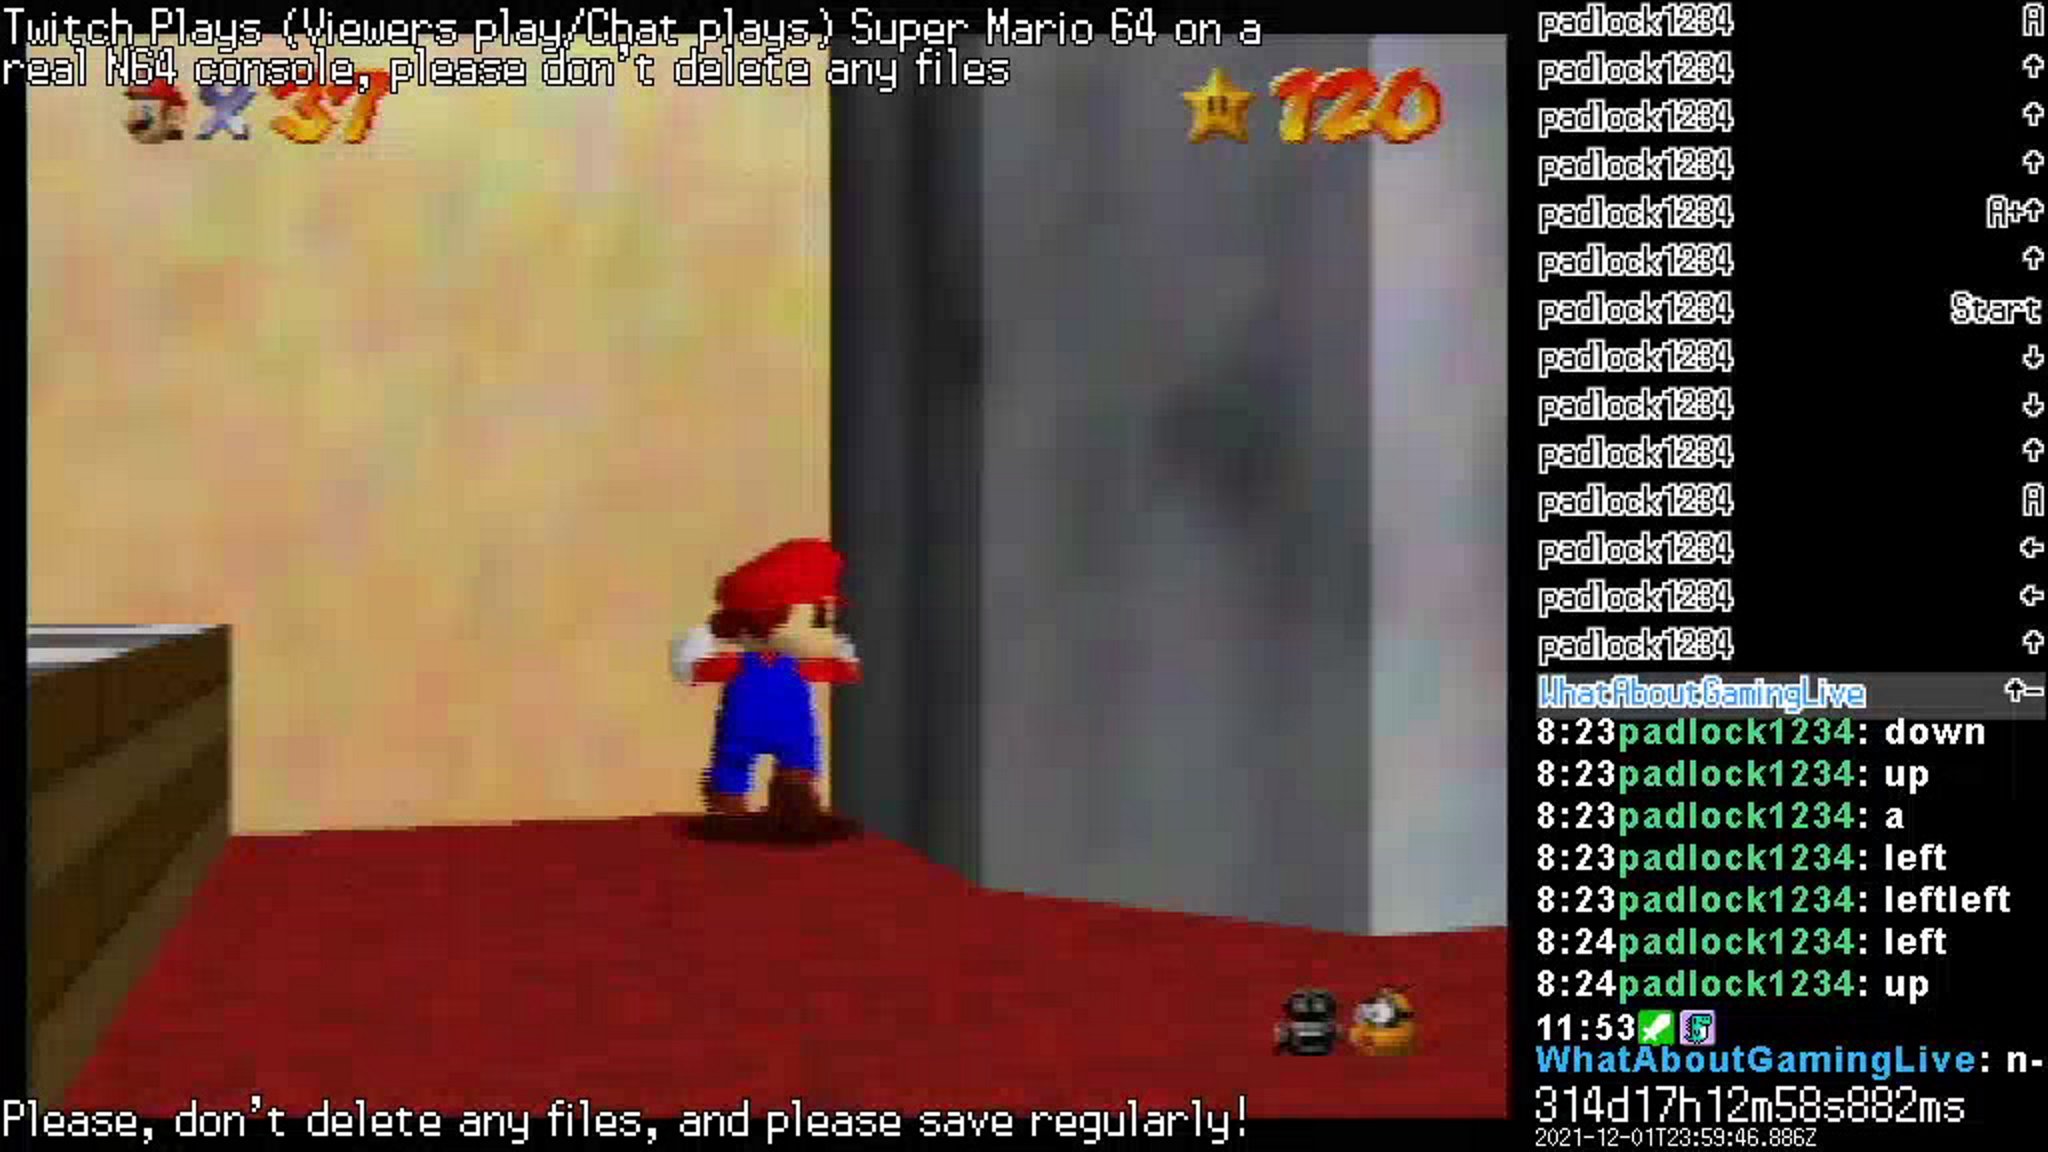 Twitch Plays (Viewers play/Chat plays) Super Mario 64 on a
real N64 console, please don't delete any files
37
120
padlock1234 A
padlock1234 ↑
padlock1234 ↑
padlock1234 ↑
padlock1234 A+↑
padlock1234 ↑
padlock1234 Start
padlock1234 ↓
padlock1234 ↓
padlock1234 ↑
padlock1234 A
padlock1234 ←
padlock1234 ←
padlock1234 ↑
WhatAboutGamingLive ↑-
8:23padlock1234: down
8:23padlock1234: up
8:23padlock1234: a
8:23padlock1234: left
8:23padlock1234: leftleft
8:24padlock1234: left
8:24padlock1234: up
11:53
WhatAboutGamingLive: n-
314d17h12m58s882ms
2021-12-01T23:59:46.886Z
Please, don't delete any files, and please save regularly!